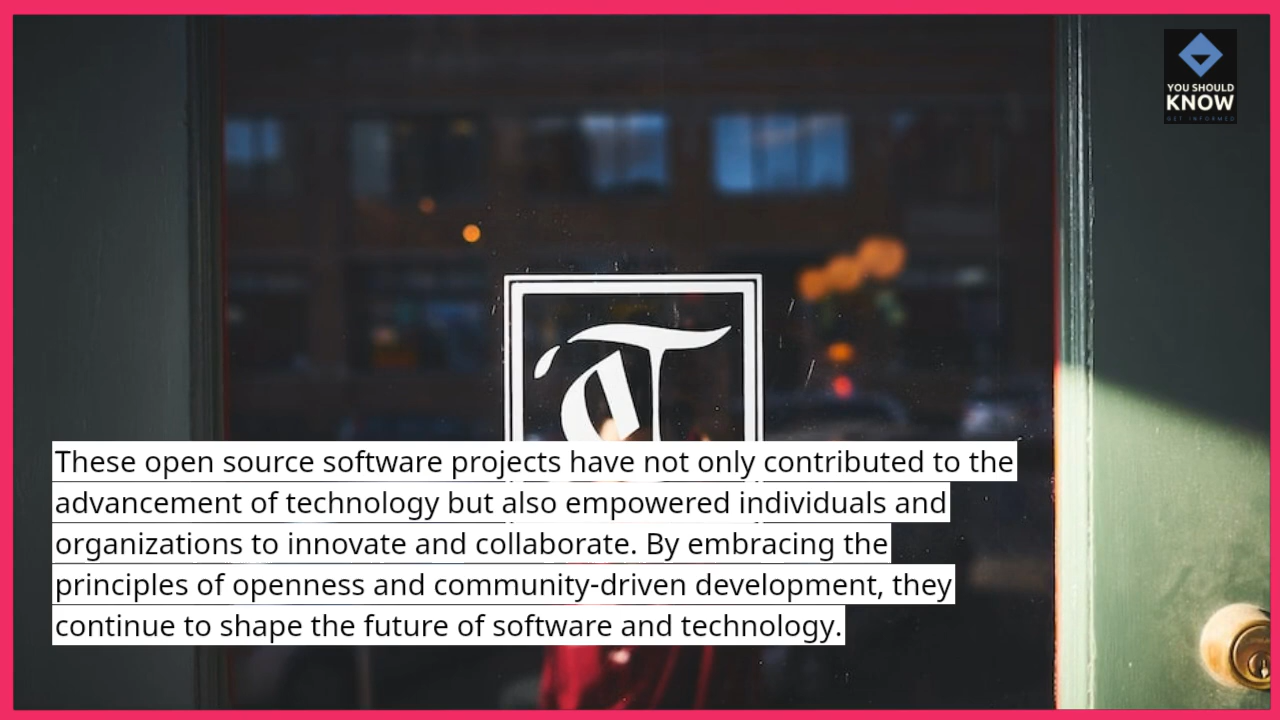 YOU SHOULD
KNOW
GET INFORMED
These open source software projects have not only contributed to the
advancement of technology but also empowered individuals and
organizations to innovate and collaborate. By embracing the
principles of openness and community-driven development, they
continue to shape the future of software and technology.